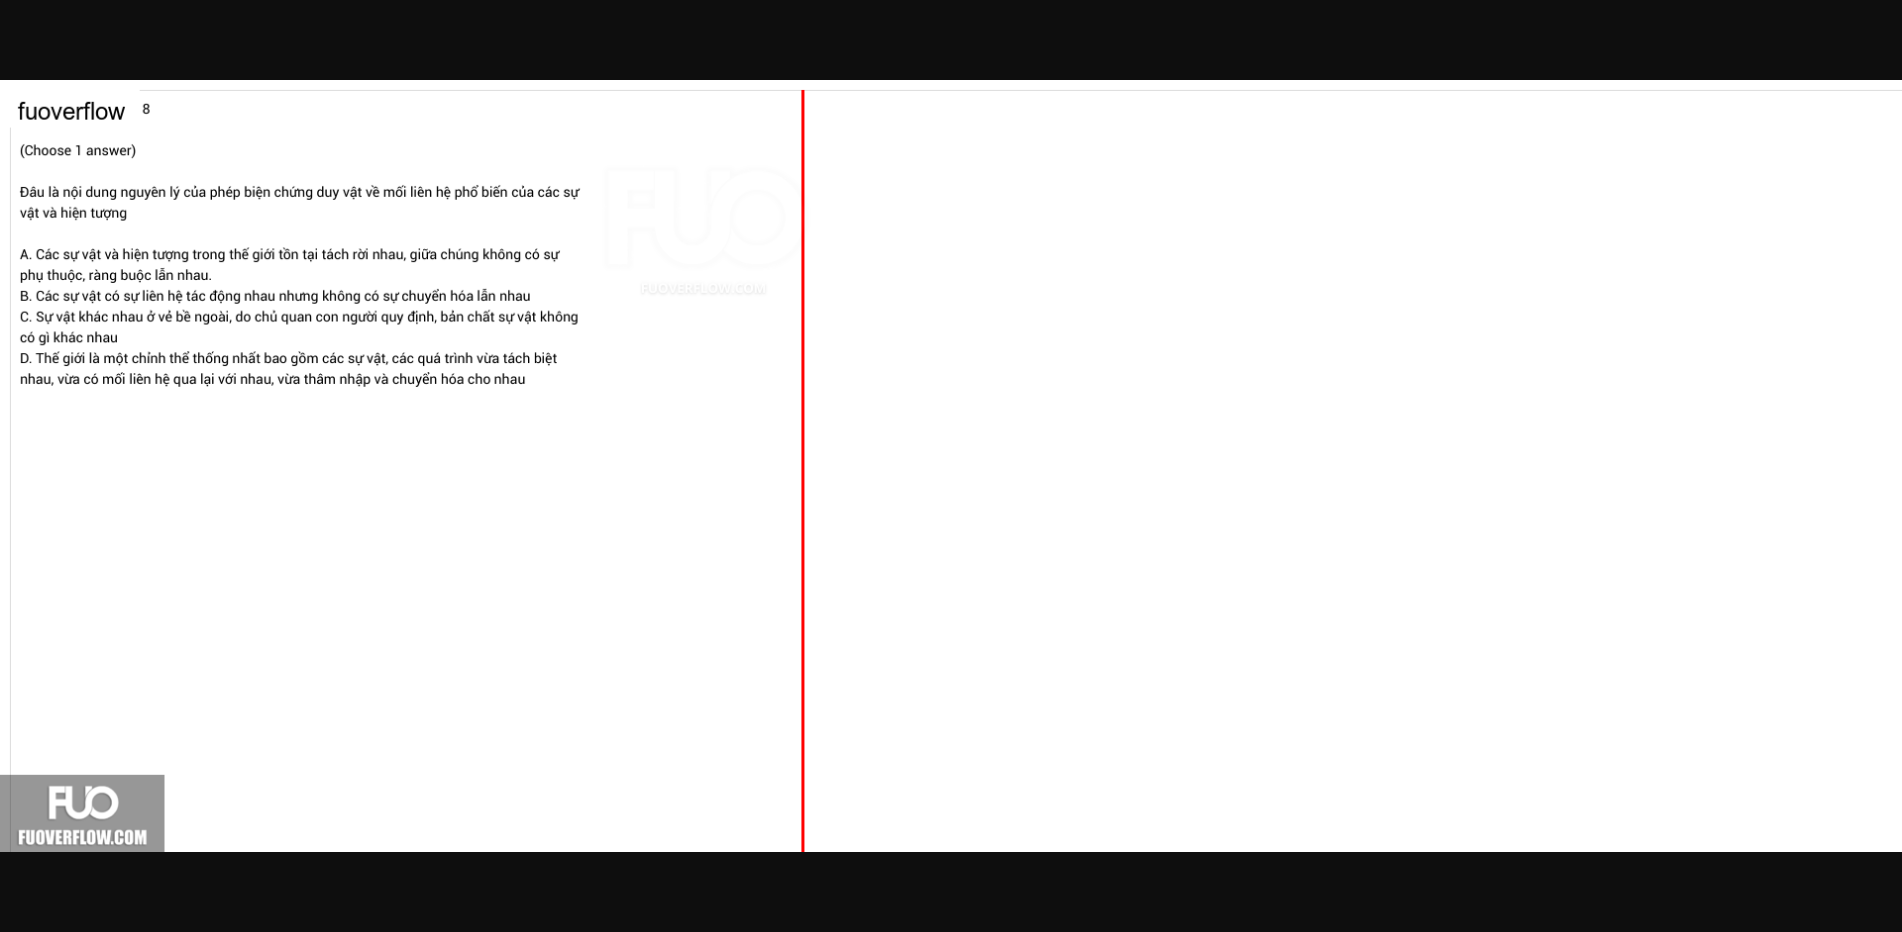 fuoverflow 8
(Choose 1 answer)
Đâu là nội dung nguyên lý của phép biện chứng duy vật về mối liên hệ phổ biến của các sự
vật và hiện tượng
A. Các sự vật và hiện tượng trong thế giới tồn tại tách rời nhau, giữa chúng không có sự
phụ thuộc, ràng buộc lẫn nhau.
B. Các sự vật có sự liên hệ tác động nhau nhưng không có sự chuyển hóa lẫn nhau
C. Sự vật khác nhau ở vẻ bề ngoài, do chủ quan con người quy định, bản chất sự vật không
có gì khác nhau
D. Thế giới là một chỉnh thể thống nhất bao gồm các sự vật, các quá trình vừa tách biệt
nhau, vừa có mối liên hệ qua lại với nhau, vừa thâm nhập và chuyển hóa cho nhau
FUO
FUOVERFLOW.COM
FUO
FUOVERFLOW.COM